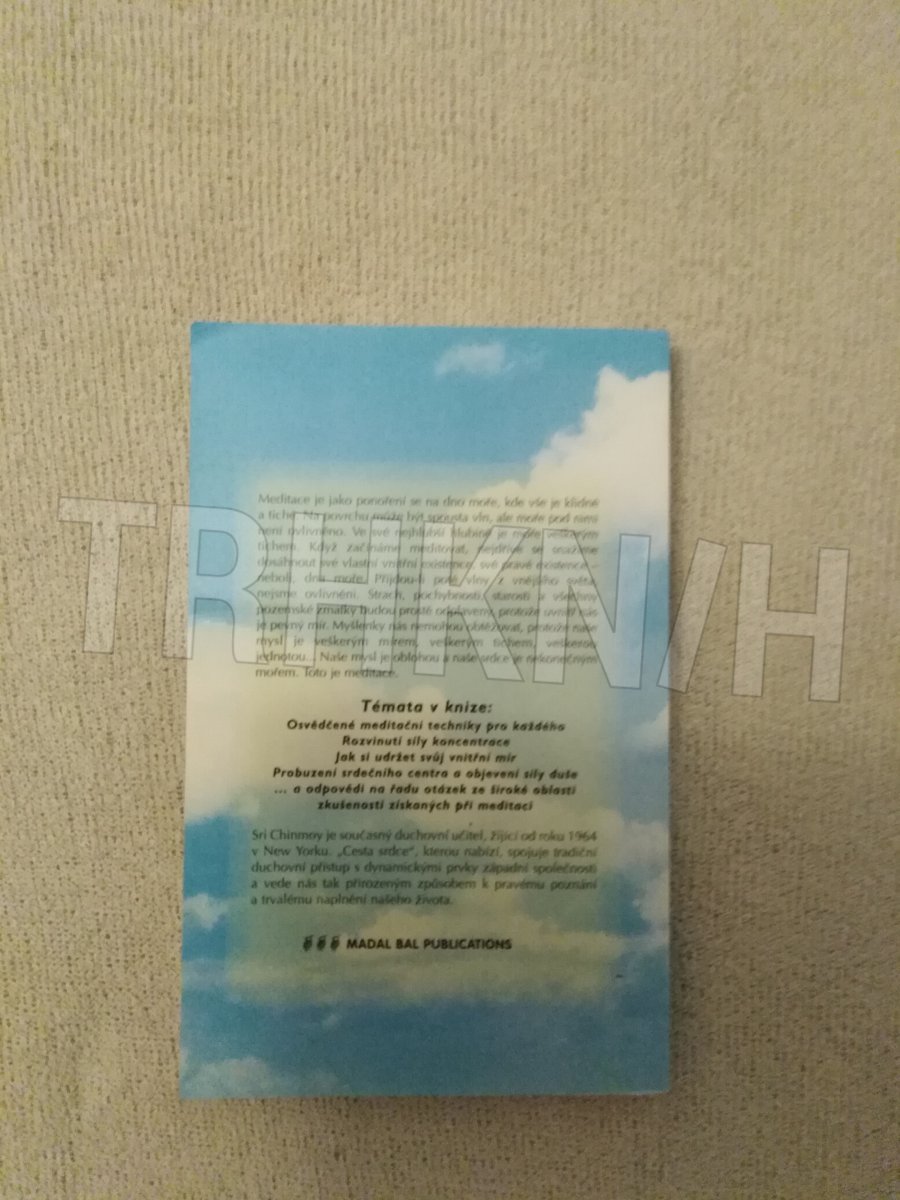 Meditace je jako ponoření se na dno moře, kde vše je klidné
a tiché. Na povrchu může být spousta vln, ale moře pod nimi
není ovlivněno. Ve své nejhlubší hlubině je moře veškerým
tichem. Když začínáme meditovat, nejdříve se snažíme
dosáhnout své vlastní vnitřní existence, své pravé existence –
neboli, dna moře. Přijdou-li poté vlny z vnějšího světa,
nejsme ovlivněni. Strach, pochybnosti, starosti a všechny
pozemské zmatky budou prostě odplaveny, protože uvnitř nás
je pevný mír. Myšlenky nás nemohou obtěžovat, protože naše
mysl je veškerým mírem, veškerým tichem, veškerou
jednotou... Naše mysl je oblohou a naše srdce je nekonečným
mořem. Toto je meditace.
Témata v knize:
Osvědčené meditační techniky pro každého
Rozvinutí síly koncentrace
Jak si udržet svůj vnitřní mír
Probuzení srdečního centra a objevení síly duše
... a odpovědi na řadu otázek ze široké oblasti
zkušeností získaných při meditaci
Sri Chinmoy je současný duchovní učitel, žijící od roku 1964
v New Yorku. „Cesta srdce“, kterou nabízí, spojuje tradiční
duchovní přístup s dynamickými prvky západní společnosti
a vede nás tak přirozeným způsobem k pravému poznání
a trvalému naplnění našeho života.
MADAL BAL PUBLICATIONS